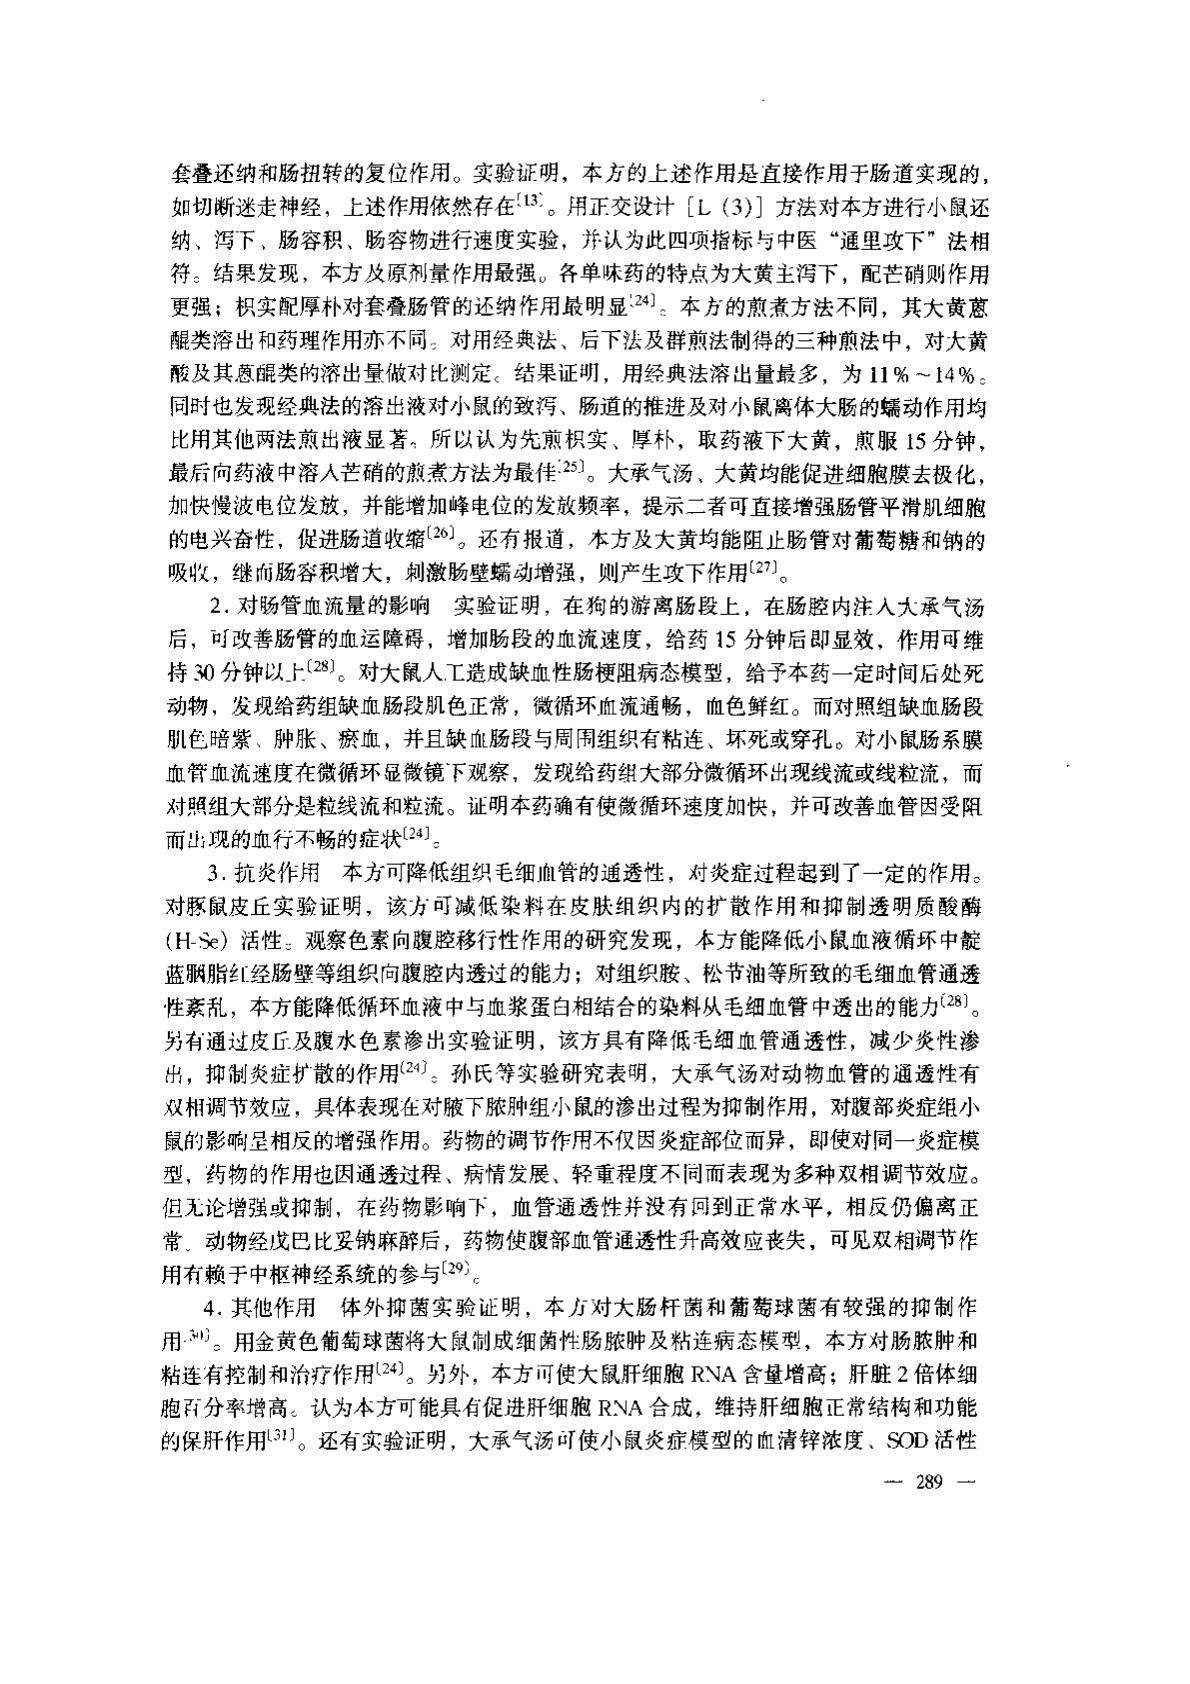 套叠还纳和肠扭转的复位作用。实验证明，本方的上述作用是直接作用于肠道实现的，
如切断迷走神经，上述作用依然存在〔13〕。用正交设计［L（3）］方法对本方进行小鼠还
纳、泻下、肠容积、肠容物进行速度实验，并认为此四项指标与中医“通里攻下”法相
符。结果发现，本方及原剂量作用最强。各单味药的特点为大黄主泻下，配芒硝则作用
更强；枳实配厚朴对套叠肠管的还纳作用最明显〔24〕。本方的煎煮方法不同，其大黄蒽
醌类溶出和药理作用亦不同。对用经典法、后下法及群煎法制得的三种煎法中，对大黄
酸及其蒽醌类的溶出量做对比测定。结果证明，用经典法溶出量最多，为11％～14％。
同时也发现经典法的溶出液对小鼠的致泻、肠道的推进及对小鼠离体大肠的蠕动作用均
比用其他两法煎出液显著。所以认为先煎枳实、厚朴，取药液下大黄，煎服15分钟，
最后向药液中溶入芒硝的煎煮方法为最佳〔25〕。大承气汤、大黄均能促进细胞膜去极化，
加快慢波电位发放，并能增加峰电位的发放频率，提示二者可直接增强肠管平滑肌细胞
的电兴奋性，促进肠道收缩〔26〕。还有报道，本方及大黄均能阻止肠管对葡萄糖和钠的
吸收，继而肠容积增大，刺激肠壁蠕动增强，则产生攻下作用〔27〕。
2．对肠管血流量的影响　实验证明，在狗的游离肠段上，在肠腔内注入大承气汤
后，可改善肠管的血运障碍，增加肠段的血流速度，给药15分钟后即显效，作用可维
持30分钟以上〔28〕。对大鼠人工造成缺血性肠梗阻病态模型，给予本药一定时间后处死
动物，发现给药组缺血肠段肌色正常，微循环血流通畅，血色鲜红。而对照组缺血肠段
肌色暗紫、肿胀、瘀血，并且缺血肠段与周围组织有粘连、坏死或穿孔。对小鼠肠系膜
血管血流速度在微循环显微镜下观察，发现给药组大部分微循环出现线流或线粒流，而
对照组大部分是粒线流和粒流。证明本药确有使微循环速度加快，并可改善血管因受阻
而出现的血行不畅的症状〔24〕。
3．抗炎作用　本方可降低组织毛细血管的通透性，对炎症过程起到了一定的作用。
对豚鼠皮丘实验证明，该方可减低染料在皮肤组织内的扩散作用和抑制透明质酸酶
（H-Se）活性。观察色素向腹腔移行性作用的研究发现，本方能降低小鼠血液循环中靛
蓝胭脂红经肠壁等组织向腹腔内透过的能力；对组织胺、松节油等所致的毛细血管通透
性紊乱，本方能降低循环血液中与血浆蛋白相结合的染料从毛细血管中透出的能力〔28〕。
另有通过皮丘及腹水色素渗出实验证明，该方具有降低毛细血管通透性，减少炎性渗
出，抑制炎症扩散的作用〔24〕。孙氏等实验研究表明，大承气汤对动物血管的通透性有
双相调节效应，具体表现在对腋下脓肿组小鼠的渗出过程为抑制作用，对腹部炎症组小
鼠的影响呈相反的增强作用。药物的调节作用不仅因炎症部位而异，即使对同一炎症模
型，药物的作用也因通透过程、病情发展、轻重程度不同而表现为多种双相调节效应。
但无论增强或抑制，在药物影响下，血管通透性并没有回到正常水平，相反仍偏离正
常。动物经戊巴比妥钠麻醉后，药物使腹部血管通透性升高效应丧失，可见双相调节作
用有赖于中枢神经系统的参与〔29〕。
4．其他作用　体外抑菌实验证明，本方对大肠杆菌和葡萄球菌有较强的抑制作
用〔30〕。用金黄色葡萄球菌将大鼠制成细菌性肠脓肿及粘连病态模型，本方对肠脓肿和
粘连有控制和治疗作用〔24〕。另外，本方可使大鼠肝细胞RNA含量增高；肝脏2倍体细
胞百分率增高。认为本方可能具有促进肝细胞RNA合成，维持肝细胞正常结构和功能
的保肝作用〔31〕。还有实验证明，大承气汤可使小鼠炎症模型的血清锌浓度、SOD活性
— 289 —